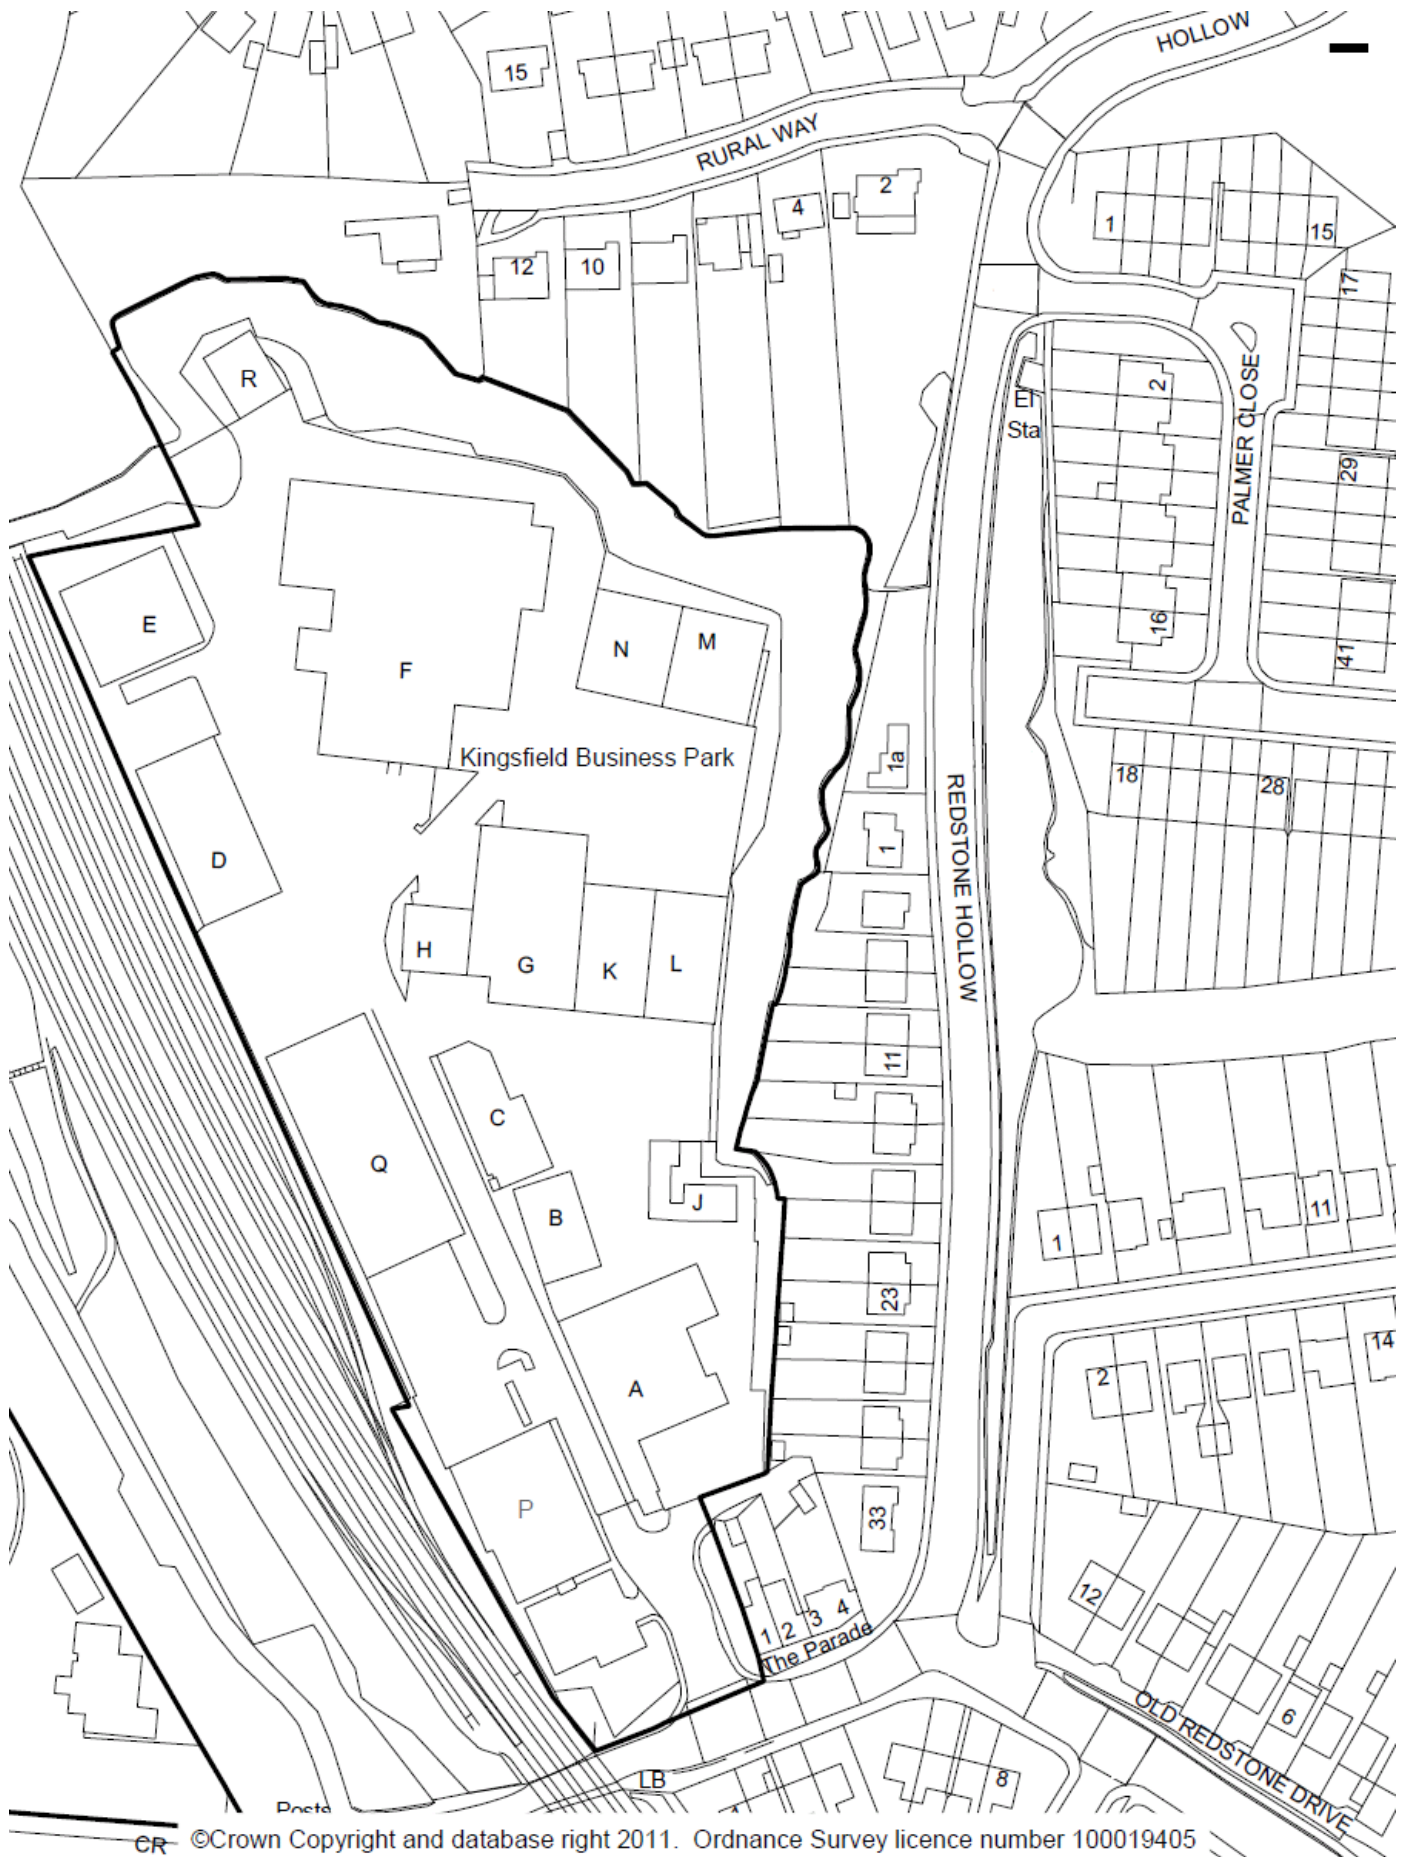 HOLLOW
15
RURAL WAY
2
4
1
15
12
10
17
R
2
El
Sta
PALMER CLOSE
29
E
16
N
M
41
F
Kingsfield Business Park
1a
18
28
REDSTONE HOLLOW
1
D
H
G
K
L
11
C
Q
B
J
11
1
23
A
2
14
P
33
12
1
2
3
4
The Parade
OLD REDSTONE DRIVE
6
LB
8
Posts
CR
©Crown Copyright and database right 2011. Ordnance Survey licence number 100019405